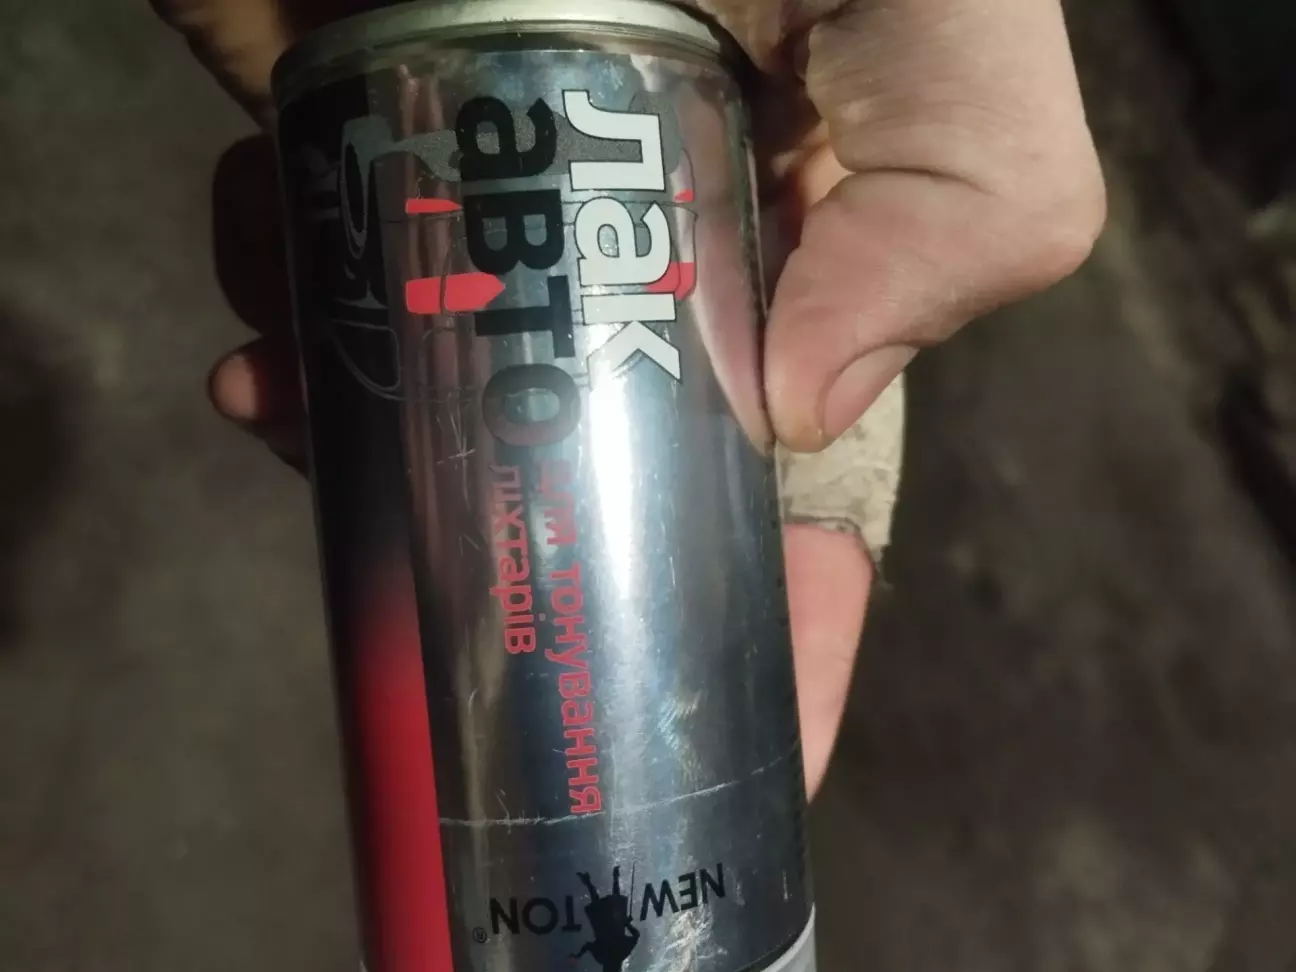 лак
авто
для тонування
ліхтарів
NEWTON®